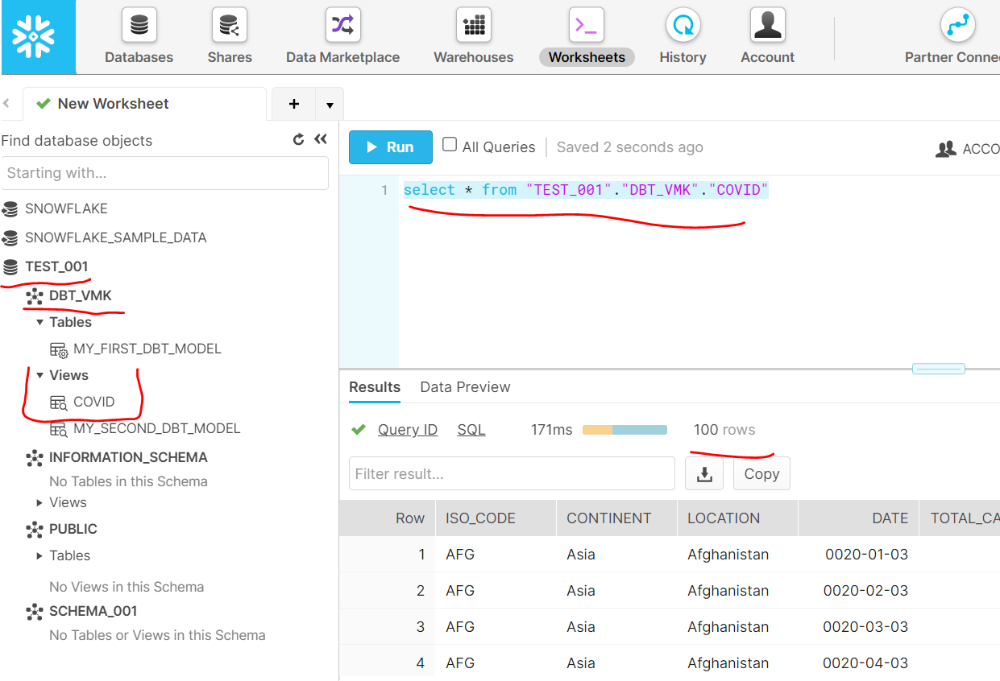 Databases Shares Data Marketplace Warehouses Worksheets History Account Partner Conne
New Worksheet + ▼
Find database objects
Starting with...
SNOWFLAKE
SNOWFLAKE_SAMPLE_DATA
TEST_001
DBT_VMK
Tables
MY_FIRST_DBT_MODEL
Views
COVID
MY_SECOND_DBT_MODEL
INFORMATION_SCHEMA
No Tables in this Schema
Views
PUBLIC
Tables
No Views in this Schema
SCHEMA_001
No Tables or Views in this Schema
Run All Queries Saved 2 seconds ago ACCO
1 select * from "TEST_001"."DBT_VMK"."COVID"
Results Data Preview
Query ID SQL 171ms 100 rows
Filter result... Copy
Row ISO_CODE CONTINENT LOCATION DATE TOTAL_CA
1 AFG Asia Afghanistan 0020-01-03
2 AFG Asia Afghanistan 0020-02-03
3 AFG Asia Afghanistan 0020-03-03
4 AFG Asia Afghanistan 0020-04-03